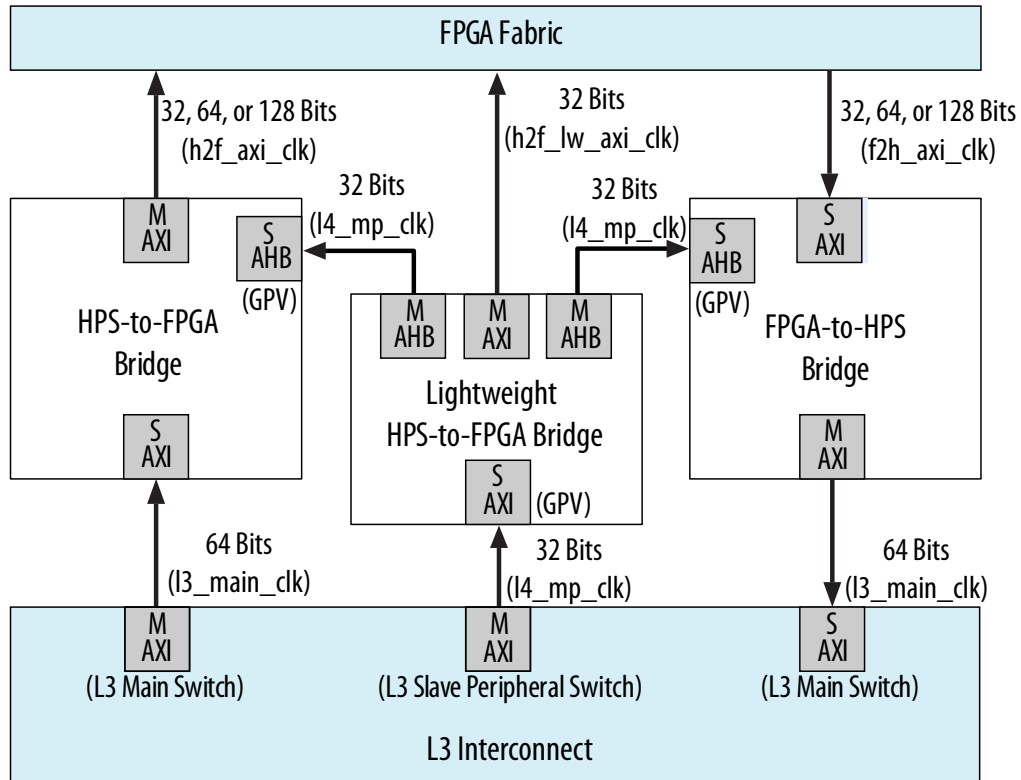 FPGA Fabric
32, 64, or 128 Bits
(h2f_axi_clk)
32 Bits
(h2f_lw_axi_clk)
32, 64, or 128 Bits
(f2h_axi_clk)
32 Bits
(l4_mp_clk)
32 Bits
(l4_mp_clk)
M
AXI
S
AHB
(GPV)
HPS-to-FPGA
Bridge
S
AXI
M
AHB
M
AXI
M
AHB
Lightweight
HPS-to-FPGA Bridge
S
AXI
(GPV)
S
AHB
(GPV)
S
AXI
FPGA-to-HPS
Bridge
M
AXI
64 Bits
(l3_main_clk)
32 Bits
(l4_mp_clk)
64 Bits
(l3_main_clk)
M
AXI
(L3 Main Switch)
M
AXI
(L3 Slave Peripheral Switch)
S
AXI
(L3 Main Switch)
L3 Interconnect